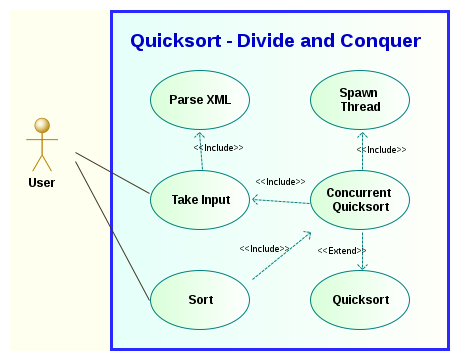 Quicksort - Divide and Conquer
Parse XML
Spawn
Thread
<<Include>>
<<Include>>
User
Take Input
<<Include>>
Concurrent
Quicksort
<<Include>>
<<Extend>>
Sort
Quicksort